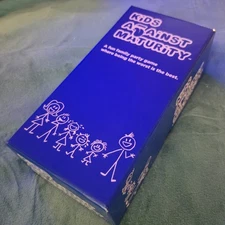 KiDS
AGAiNST
MATURiTY
A fun family party game
where being the worst is the best.